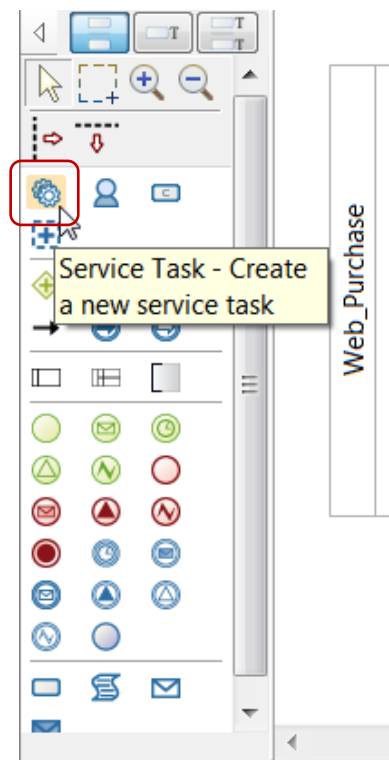 T
T
T
C
Service Task - Create
a new service task
Web_Purchase